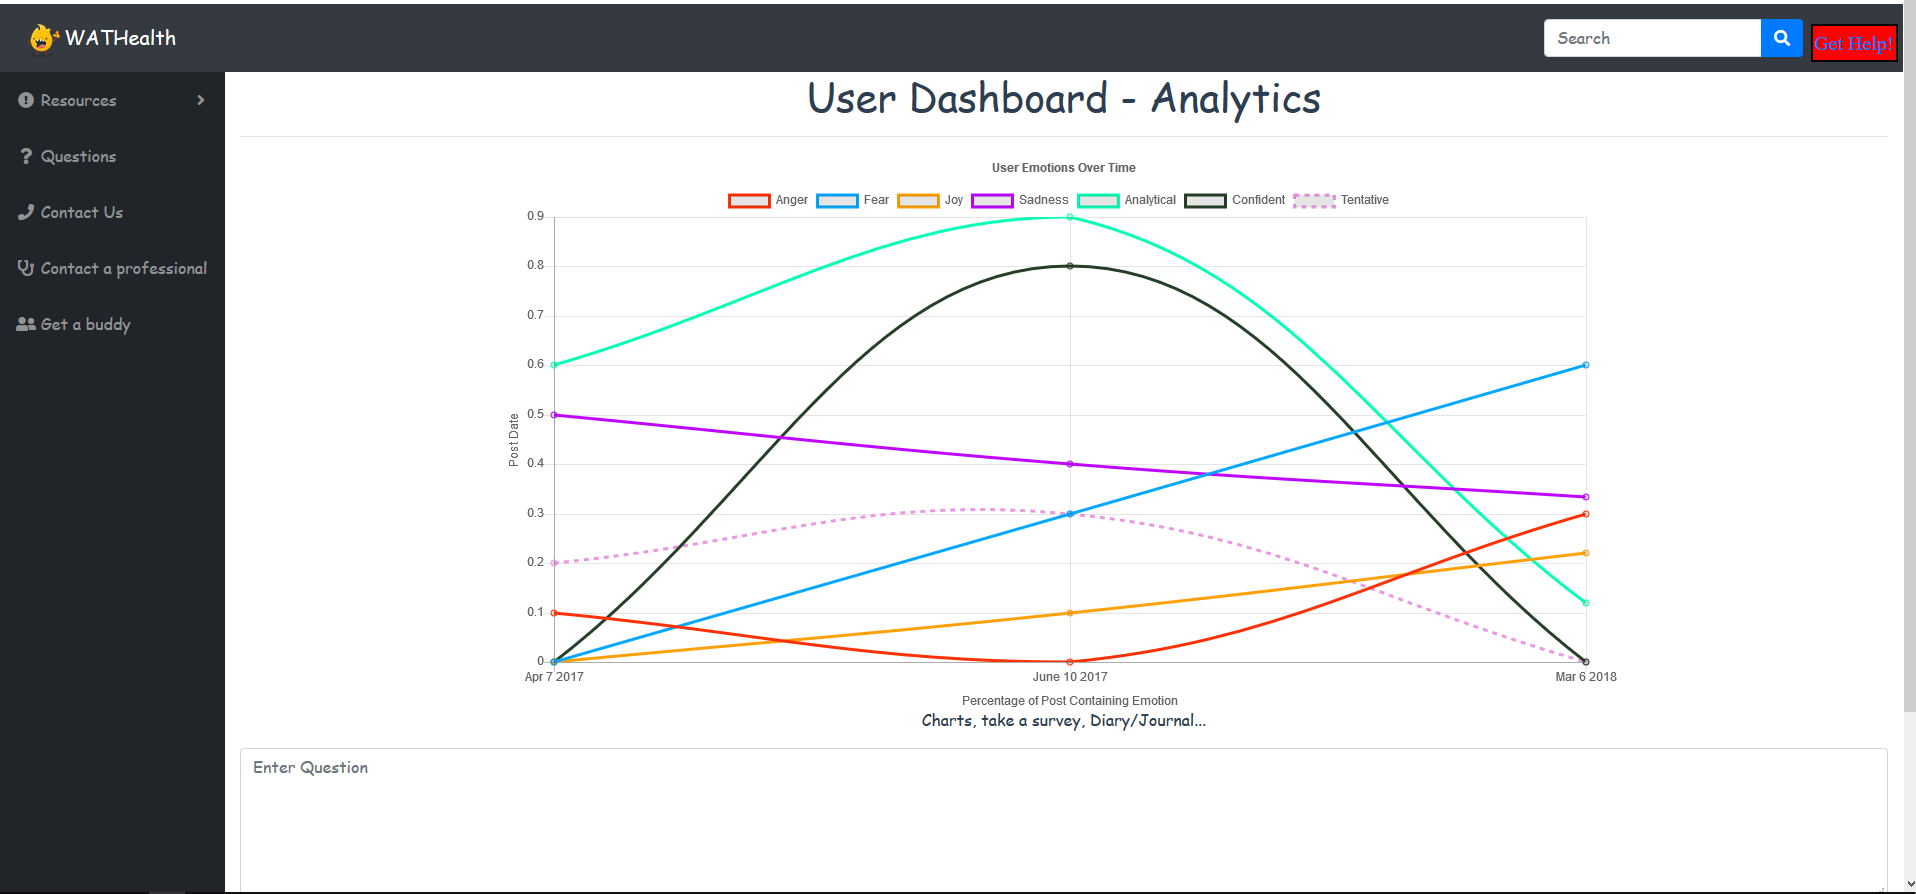 WATHealth
Search
Get Help!
Resources
Questions
Contact Us
Contact a professional
Get a buddy
User Dashboard - Analytics
User Emotions Over Time
Anger Fear Joy Sadness Analytical Confident Tentative
0.9
0.8
0.7
0.6
0.5
0.4
0.3
0.2
0.1
0
Post Date
Apr 7 2017 June 10 2017 Mar 6 2018
Percentage of Post Containing Emotion
Charts, take a survey, Diary/Journal...
Enter Question